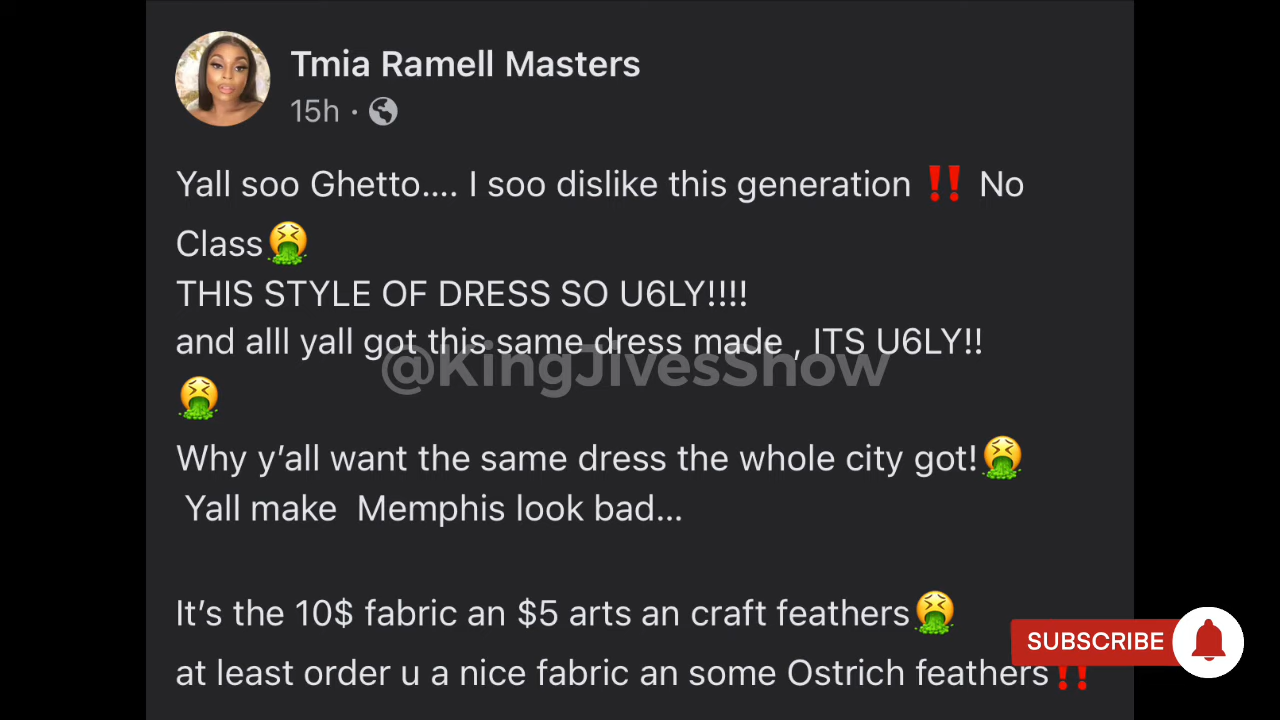 Tmia Ramell Masters
15h ·
Yall soo Ghetto.... I soo dislike this generation ‼️ No
Class🤮
THIS STYLE OF DRESS SO U6LY!!!!
and alll yall got this same dress made , ITS U6LY!!
🤮
@KingJivesShow
Why y’all want the same dress the whole city got!🤮
Yall make Memphis look bad...
It’s the 10$ fabric an $5 arts an craft feathers🤮
at least order u a nice fabric an some Ostrich feathers‼️
SUBSCRIBE